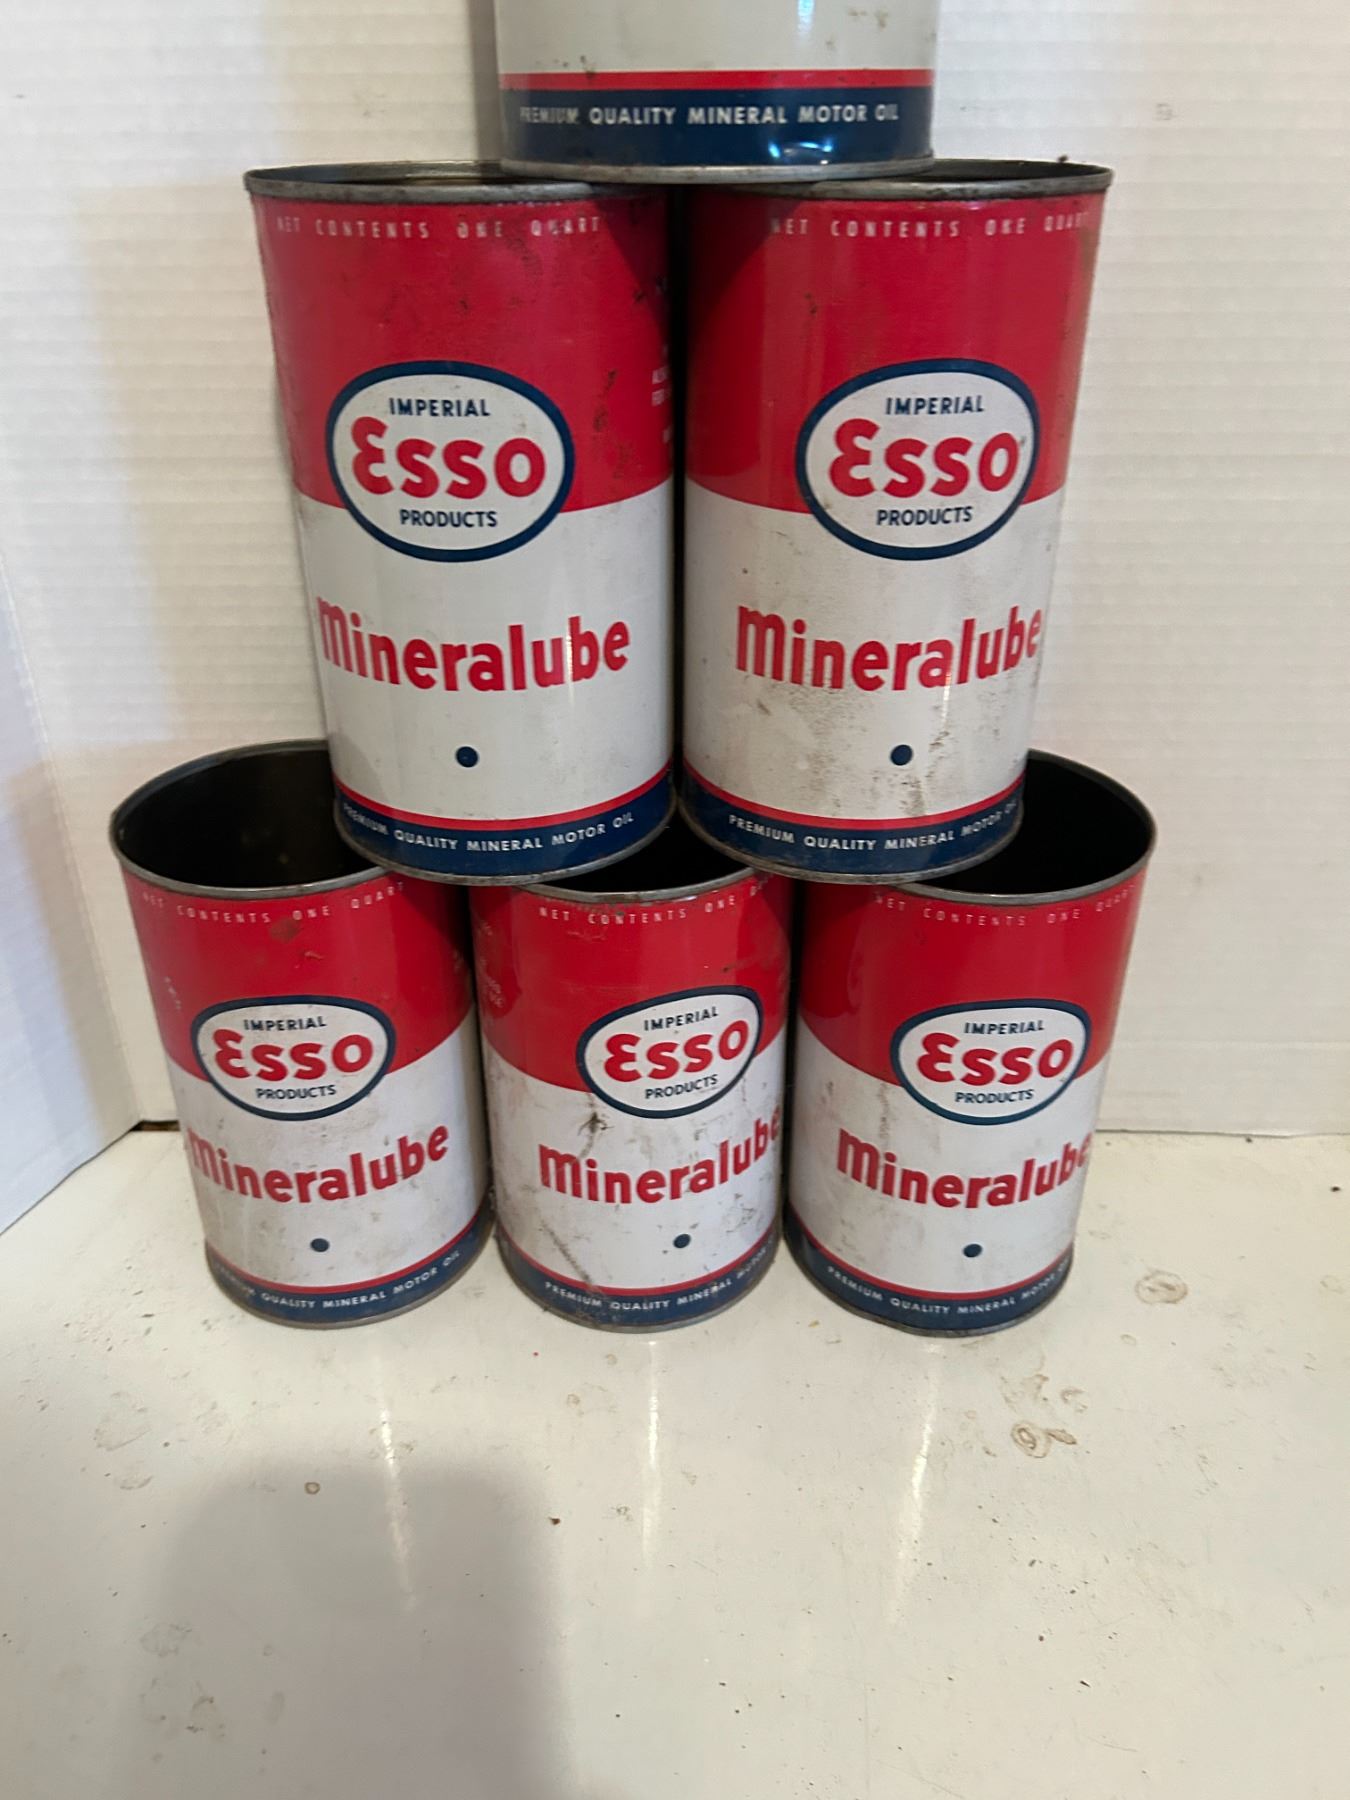 PREMIUM QUALITY MINERAL MOTOR OIL
NET CONTENTS ONE QUART
IMPERIAL
Esso
PRODUCTS
mineralube
PREMIUM QUALITY MINERAL MOTOR OIL
NET CONTENTS ONE QUART
IMPERIAL
Esso
PRODUCTS
mineralube
PREMIUM QUALITY MINERAL MOTOR OIL
NET CONTENTS ONE QUART
IMPERIAL
Esso
PRODUCTS
mineralube
QUALITY MINERAL MOTOR OIL
NET CONTENTS ONE
IMPERIAL
Esso
PRODUCTS
mineralube
PREMIUM QUALITY MINERAL MOTOR
NET CONTENTS ONE QUART
IMPERIAL
Esso
PRODUCTS
mineralube
PREMIUM QUALITY MINERAL MOTOR